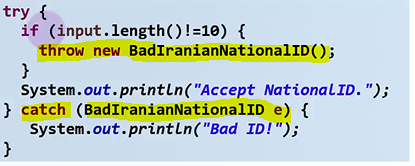 try {
if (input.length()!=10) {
throw new BadIranianNationalID();
}
System.out.println("Accept NationalID.");
} catch (BadIranianNationalID e) {
System.out.println("Bad ID!");
}